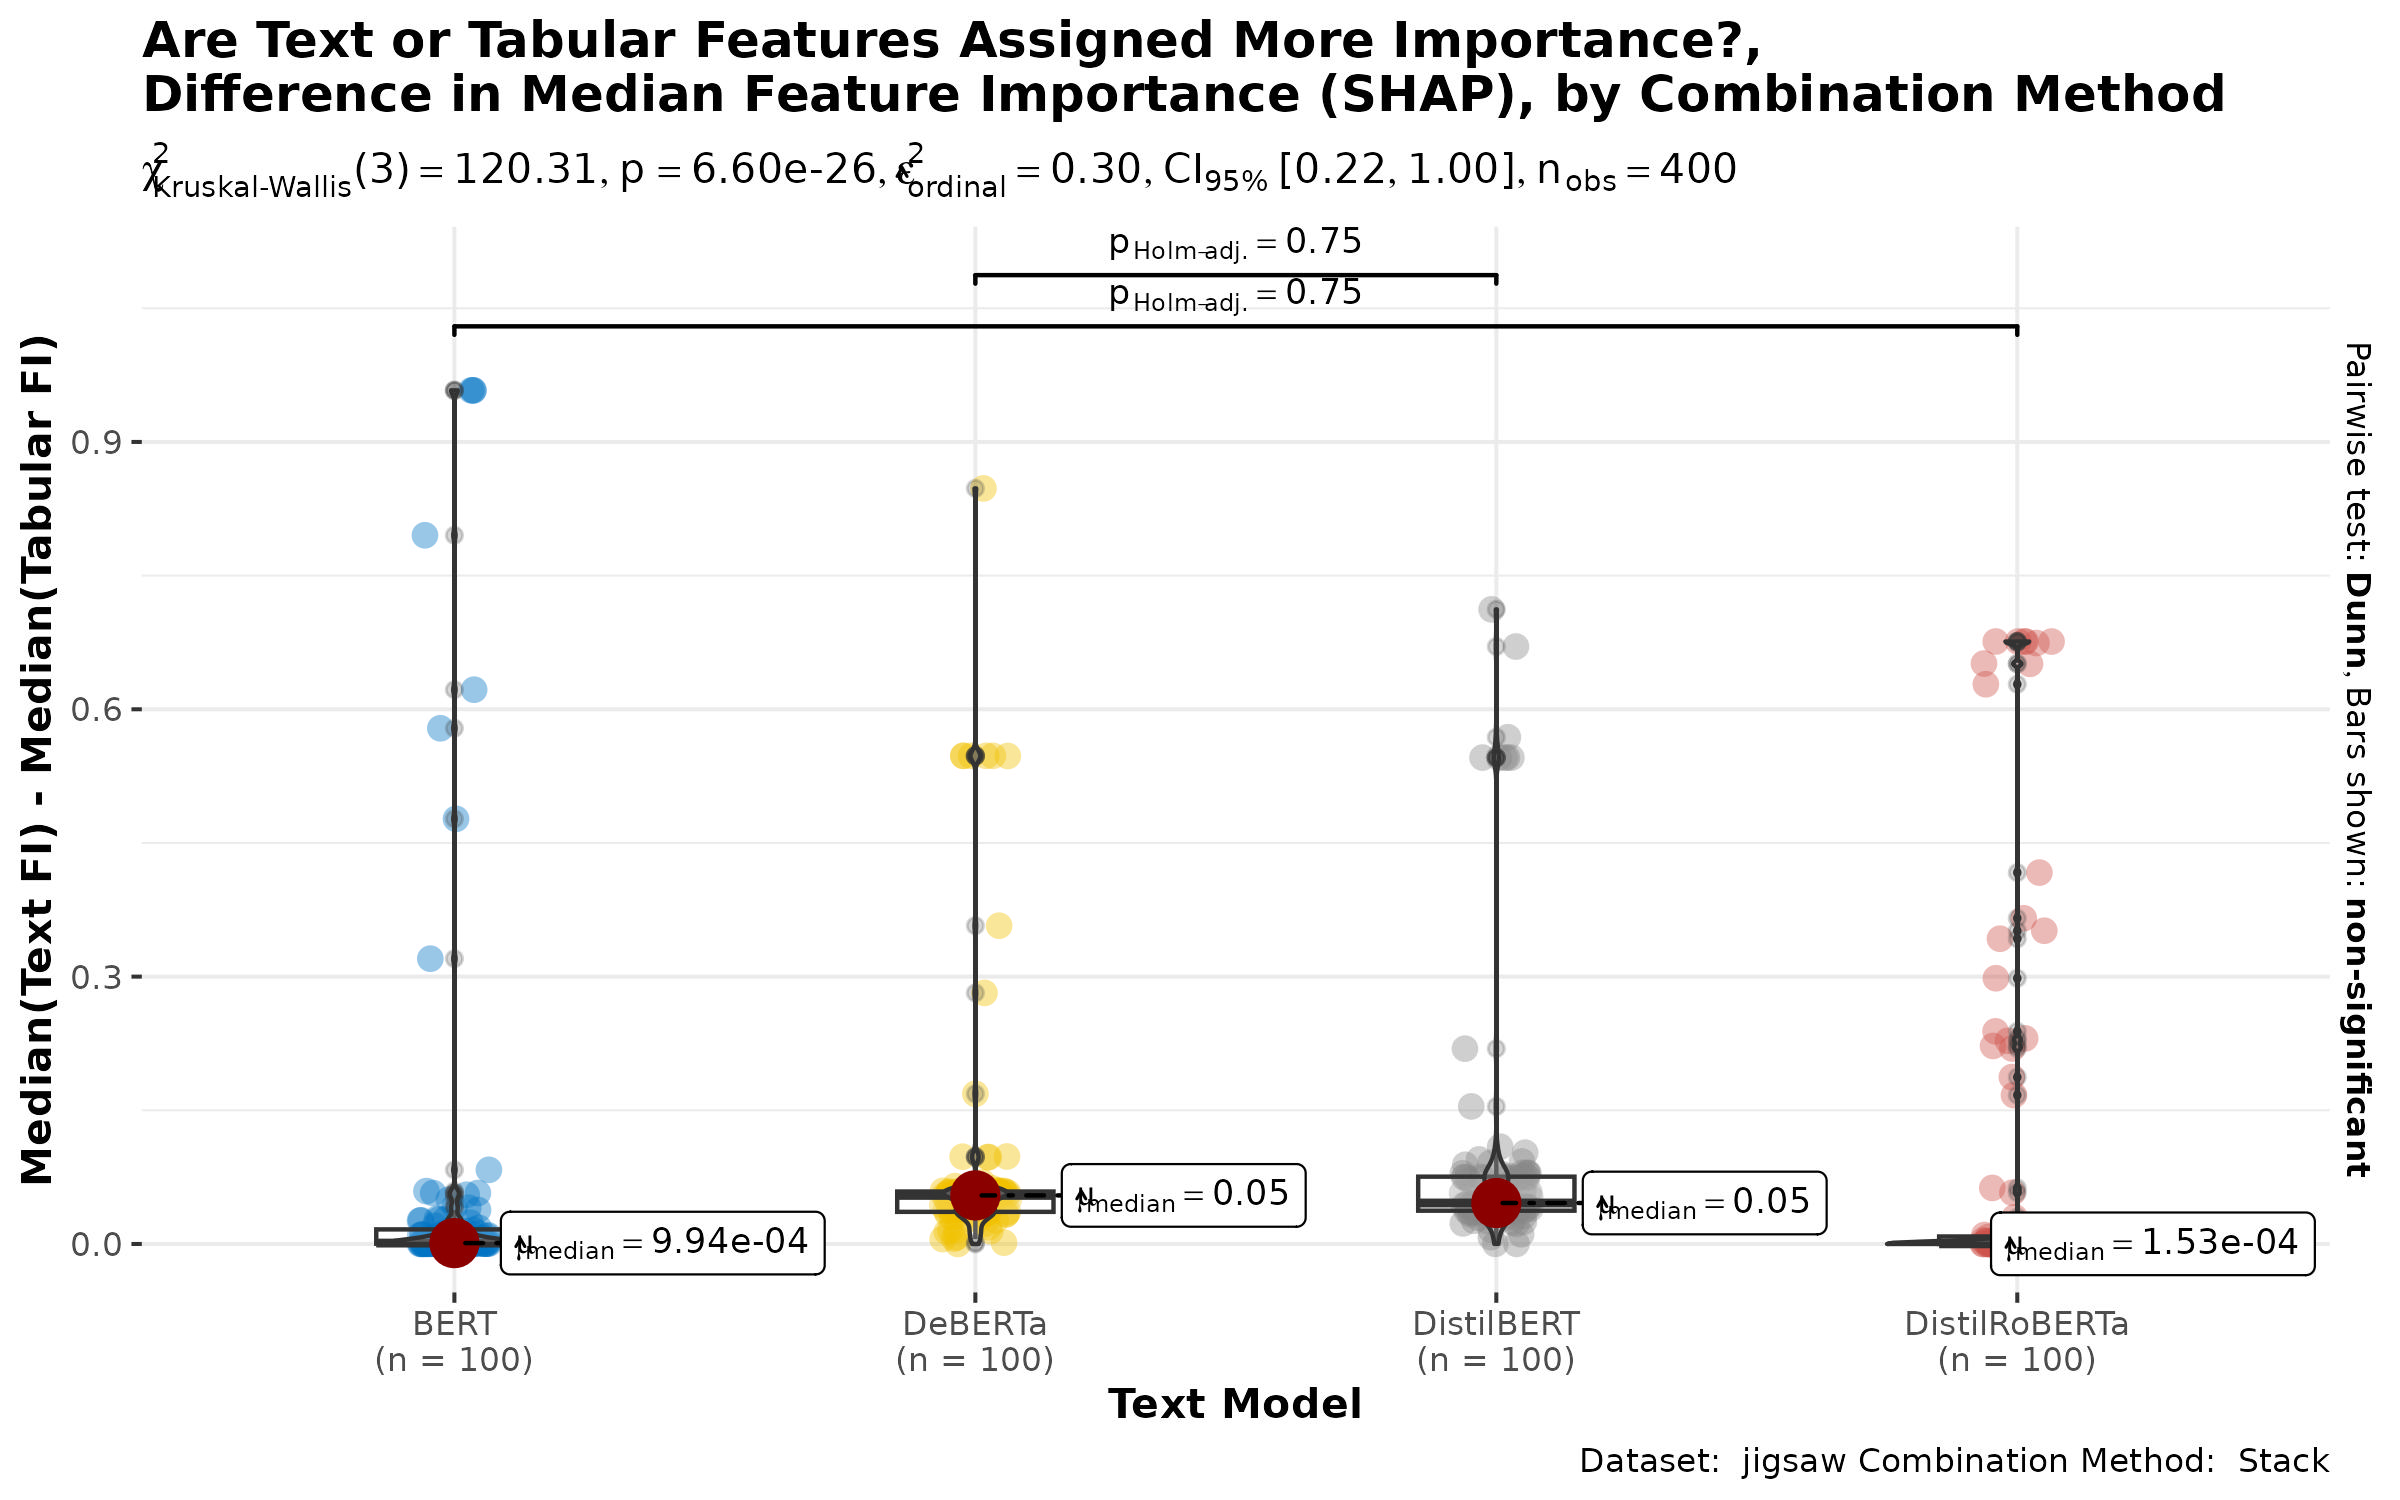 Are Text or Tabular Features Assigned More Importance?,
Difference in Median Feature Importance (SHAP), by Combination Method
χ²Kruskal-Wallis(3) = 120.31, p = 6.60e-26, ε̂²ordinal = 0.30, CI95% [0.22, 1.00], nobs = 400
pHolm-adj. = 0.75
pHolm-adj. = 0.75
Median(Text FI) - Median(Tabular FI)
0.9
0.6
0.3
0.0
μ̂median = 9.94e-04
μ̂median = 0.05
μ̂median = 0.05
μ̂median = 1.53e-04
Pairwise test: Dunn, Bars shown: non-significant
BERT
(n = 100)
DeBERTa
(n = 100)
DistilBERT
(n = 100)
DistilRoBERTa
(n = 100)
Text Model
Dataset: jigsaw Combination Method: Stack